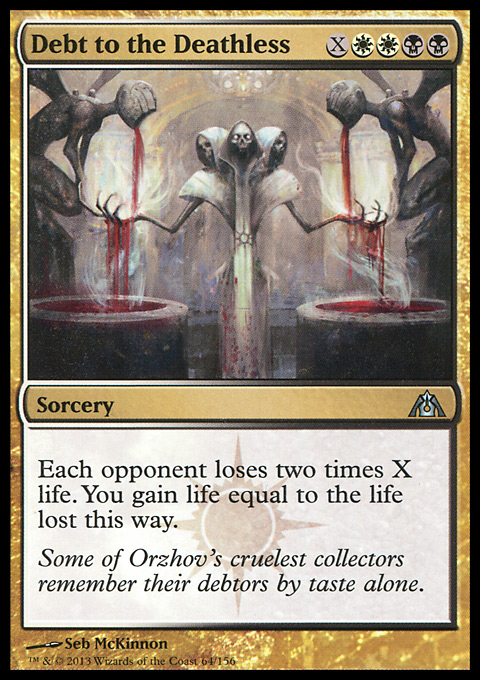 Debt to the Deathless X
Sorcery
Each opponent loses two times X
life. You gain life equal to the life
lost this way.
Some of Orzhov's cruelest collectors
remember their debtors by taste alone.
Seb McKinnon
™ & © 2013 Wizards of the Coast 64/156